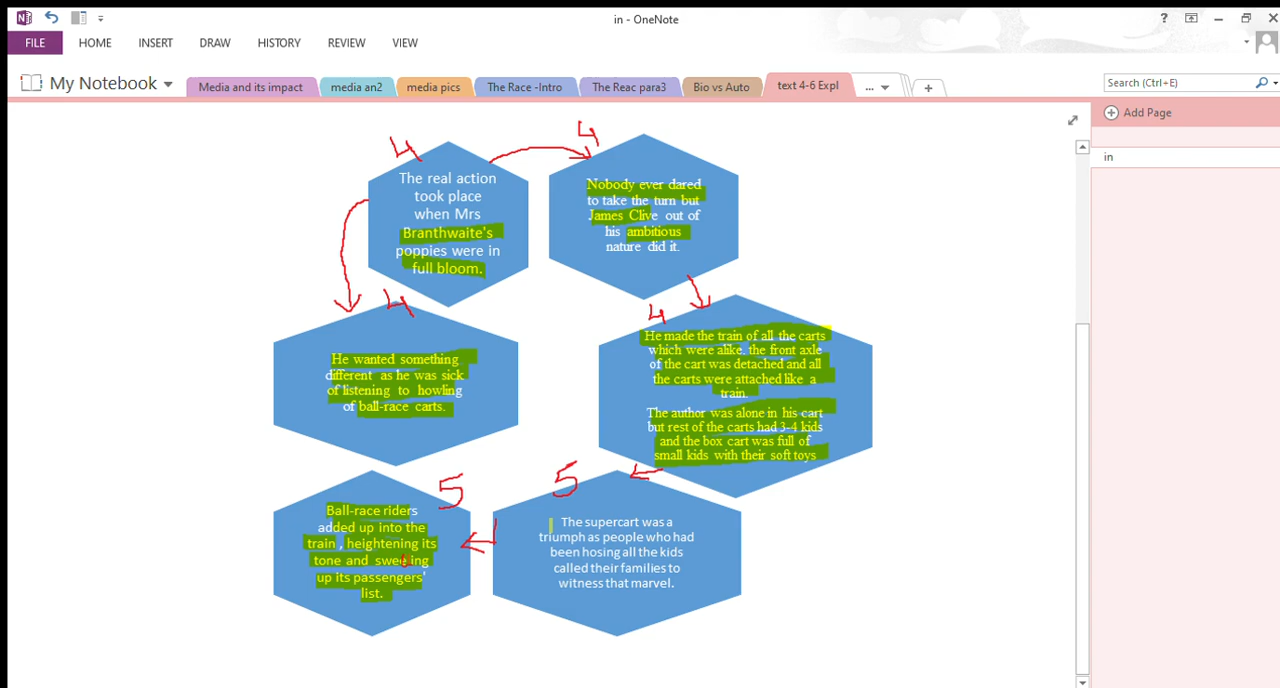 in - OneNote
?
FILE HOME INSERT DRAW HISTORY REVIEW VIEW
My Notebook
Media and its impact
media an2
media pics
The Race -Intro
The Reac para3
Bio vs Auto
text 4-6 Expl
...
+
Search (Ctrl+E)
Add Page
in
4
The real action
took place
when Mrs
Branthwaite's
poppies were in
full bloom.
4
Nobody ever dared
to take the turn but
James Clive out of
his ambitious
nature did it.
4
He wanted something
different as he was sick
of listening to howling
of ball-race carts.
4
He made the train of all the carts
which were alike. the front axle
of the cart was detached and all
the carts were attached like a
train.
The author was alone in his cart
but rest of the carts had 3-4 kids
and the box cart was full of
small kids with their soft toys
5
Ball-race riders
added up into the
train , heightening its
tone and swelling
up its passengers'
list.
5
The supercart was a
triumph as people who had
been hosing all the kids
called their families to
witness that marvel.